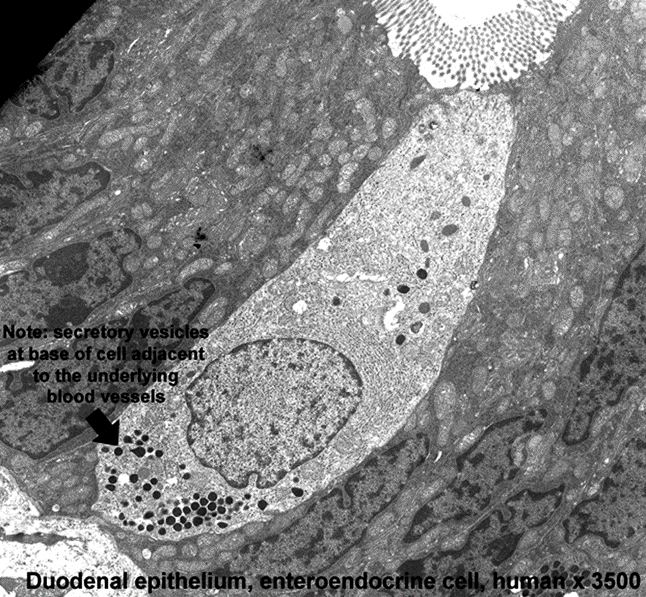 Note: secretory vesicles
at base of cell adjacent
to the underlying
blood vessels
Duodenal epithelium, enteroendocrine cell, human x 3500